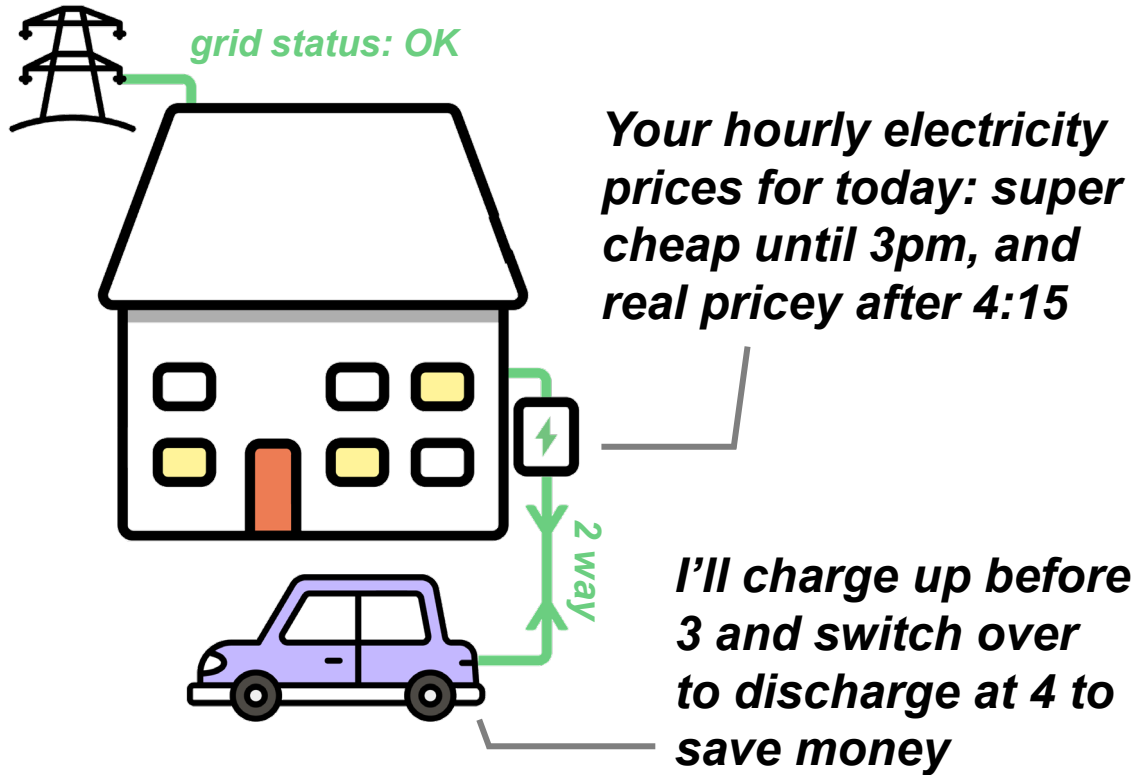 grid status: OK
Your hourly electricity
prices for today: super
cheap until 3pm, and
real pricey after 4:15
2 way
I’ll charge up before
3 and switch over
to discharge at 4 to
save money